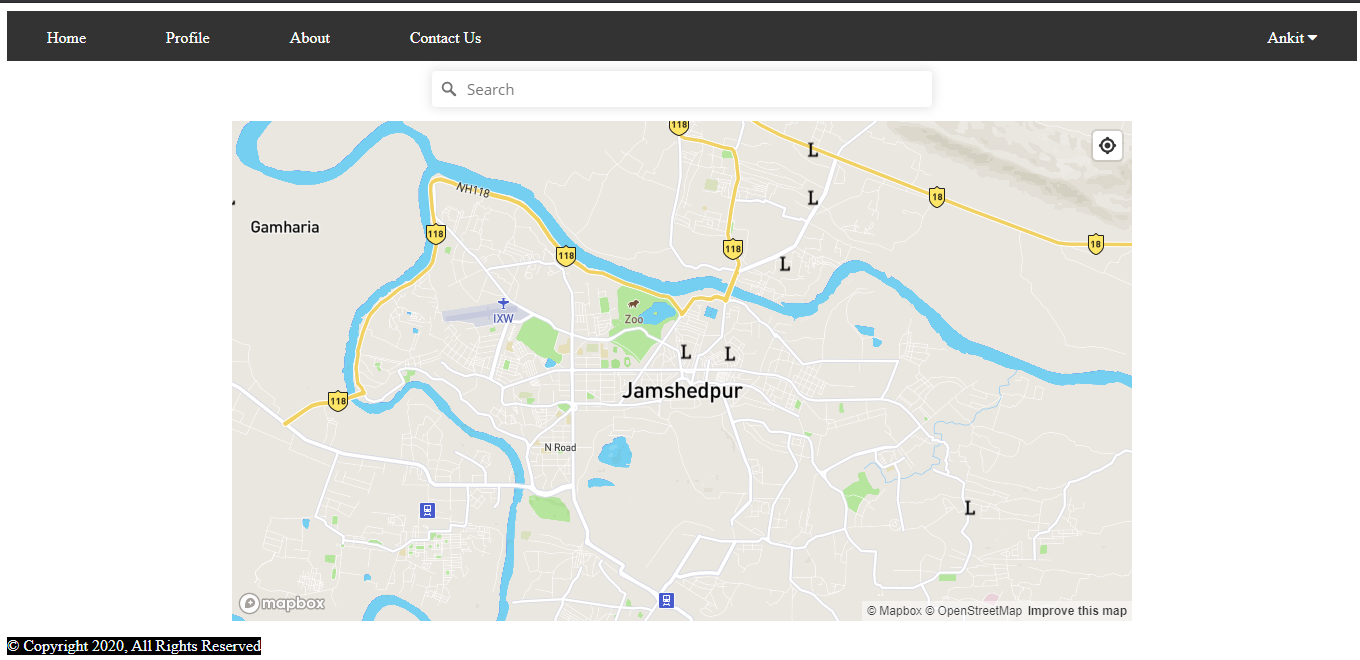 Home Profile About Contact Us Ankit
Search
118
L
18
L
NH118
Gamharia
118
118
118
18
L
IXW
Zoo
L L
Jamshedpur
118
N Road
L
mapbox
© Mapbox © OpenStreetMap Improve this map
© Copyright 2020, All Rights Reserved